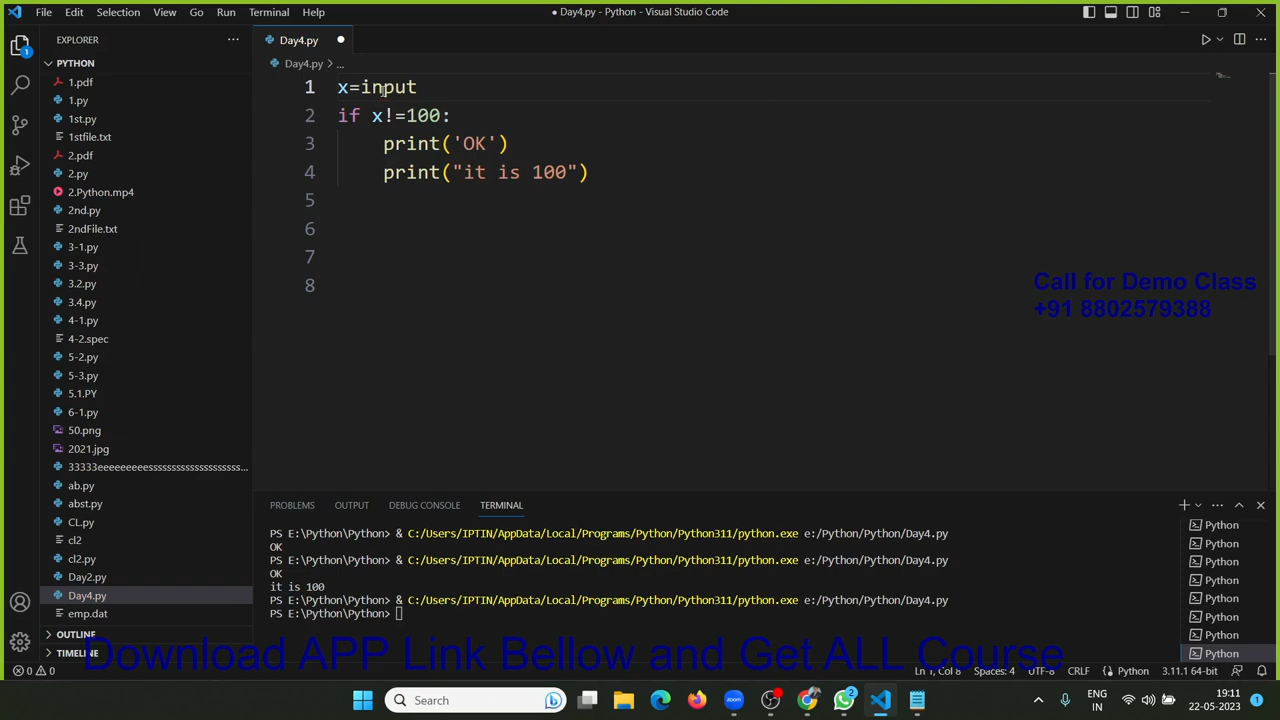 File Edit Selection View Go Run Terminal Help
● Day4.py - Python - Visual Studio Code
EXPLORER
PYTHON
1.pdf
1.py
1st.py
1stfile.txt
2.pdf
2.py
2.Python.mp4
2nd.py
2ndFile.txt
3-1.py
3-3.py
3.2.py
3.4.py
4-1.py
4-2.spec
5-2.py
5-3.py
5.1.PY
6-1.py
50.png
2021.jpg
ab.py
abst.py
CL.py
cl2
cl2.py
Day2.py
Day4.py
emp.dat
OUTLINE
TIMELINE
Day4.py
Day4.py > ...
1 x=input
2 if x!=100:
3 print('OK')
4 print("it is 100")
5
6
7
8
Call for Demo Class
+91 8802579388
PROBLEMS OUTPUT DEBUG CONSOLE TERMINAL
PS E:\Python\Python> & C:/Users/IPTIN/AppData/Local/Programs/Python/Python311/python.exe e:/Python/Python/Day4.py
OK
PS E:\Python\Python> & C:/Users/IPTIN/AppData/Local/Programs/Python/Python311/python.exe e:/Python/Python/Day4.py
OK
it is 100
PS E:\Python\Python> & C:/Users/IPTIN/AppData/Local/Programs/Python/Python311/python.exe e:/Python/Python/Day4.py
PS E:\Python\Python>
Python
Python
Python
Python
Python
Python
Python
Python
Download APP Link Bellow and Get ALL Course
0 0
Ln 1, Col 8 Spaces: 4 UTF-8 CRLF Python 3.11.1 64-bit
Search
ENG
IN
19:11
22-05-2023